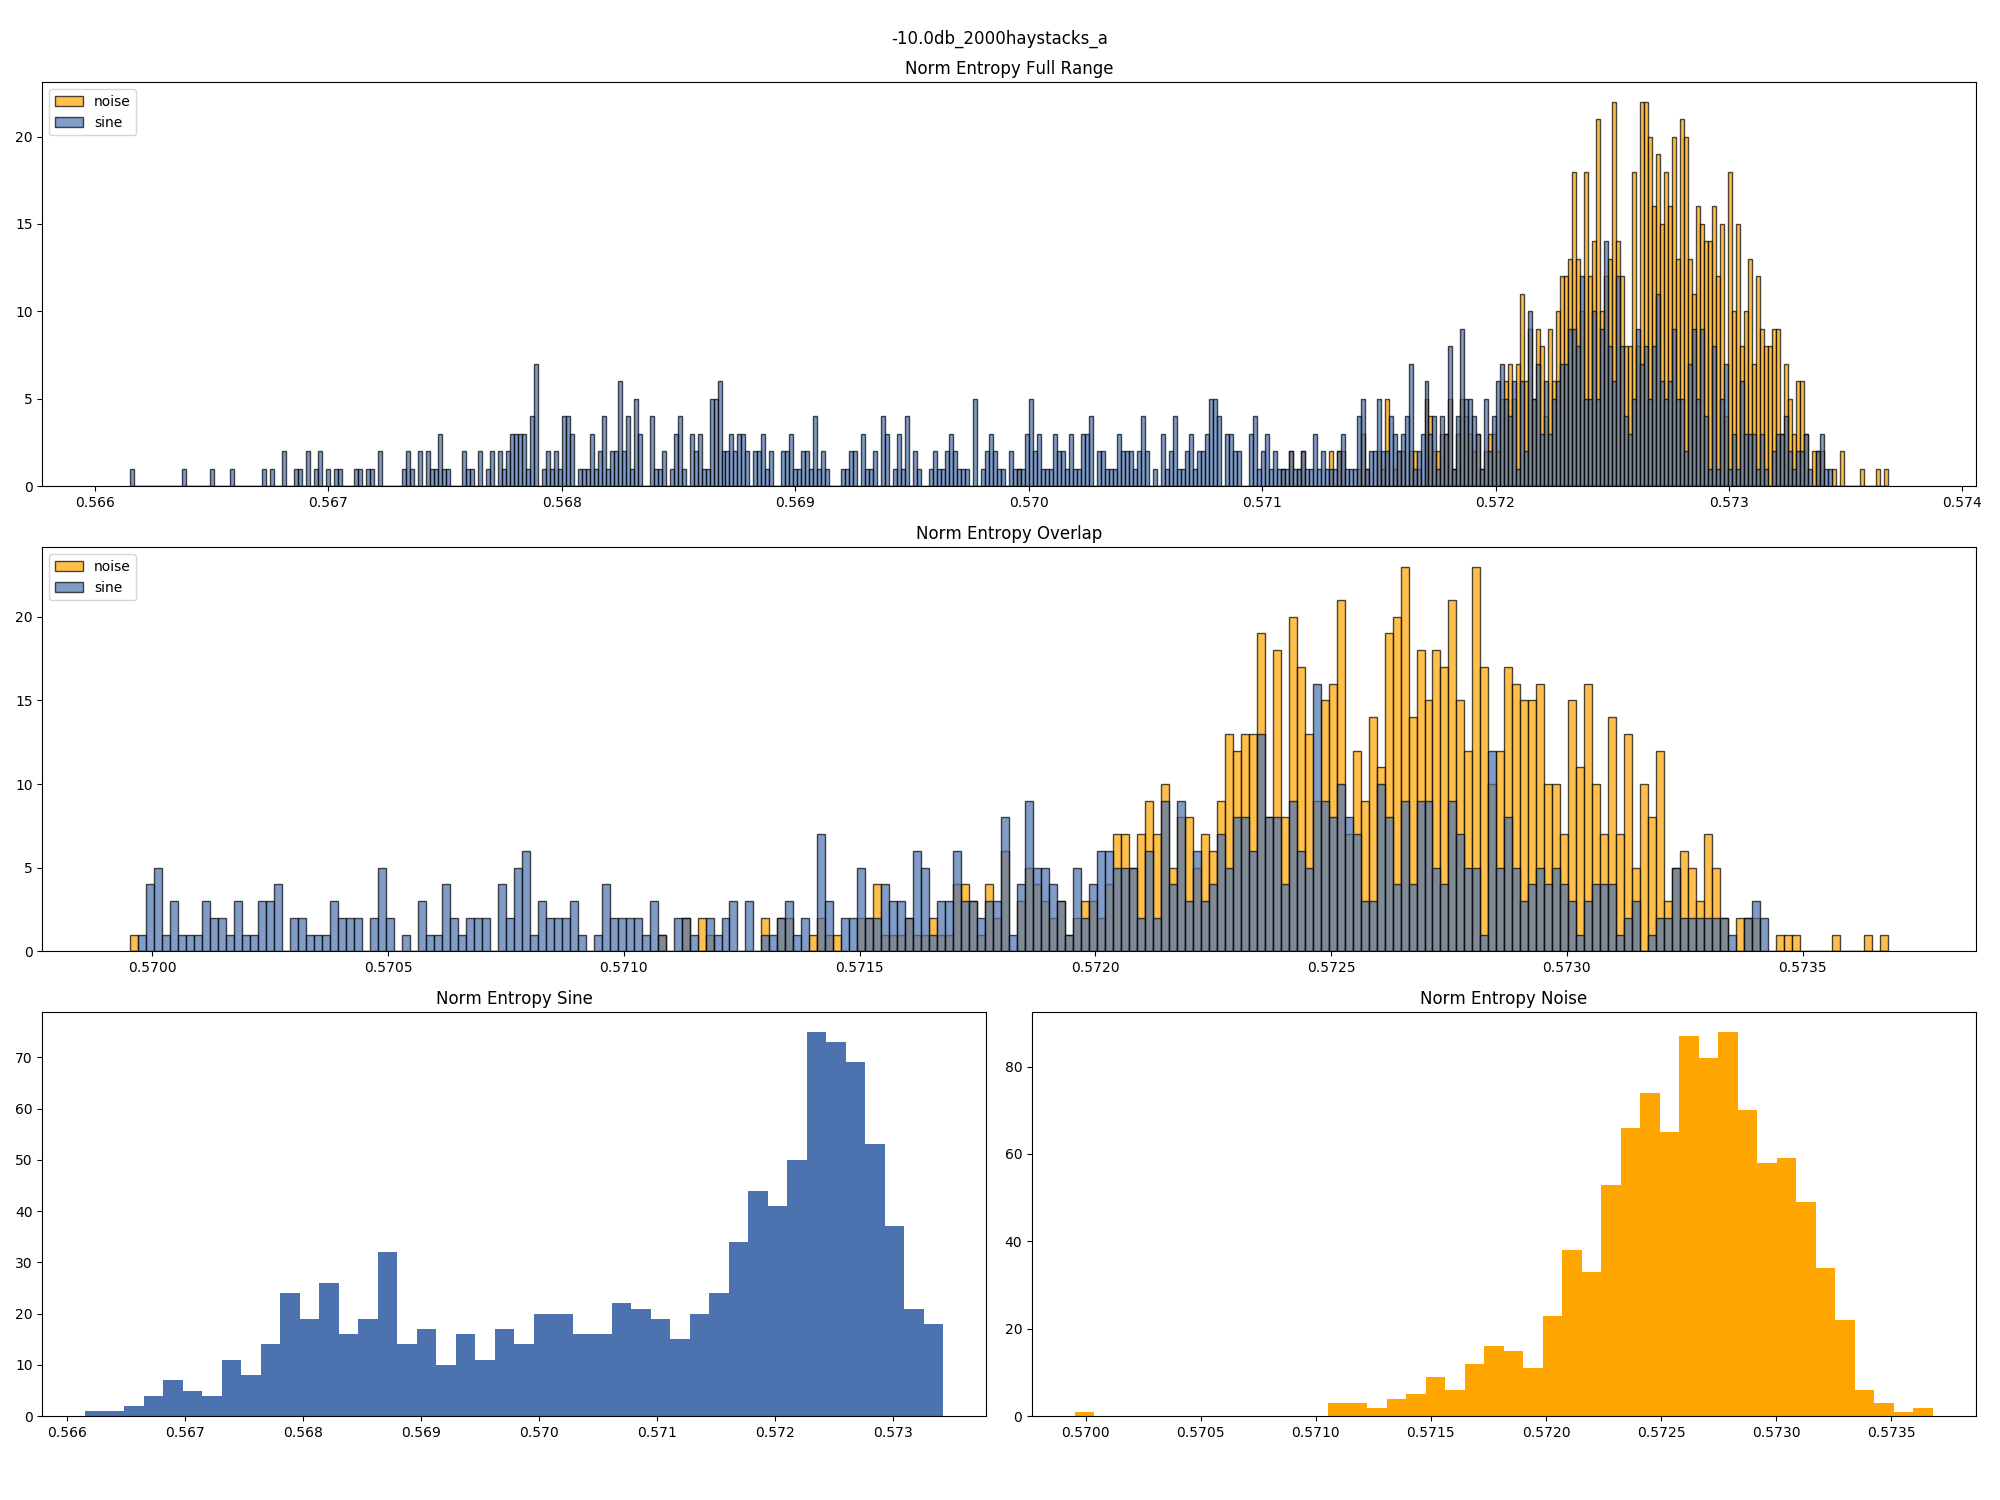 -10.0db_2000haystacks_a
Norm Entropy Full Range
noise
sine
20
15
10
5
0
0.566 0.567 0.568 0.569 0.570 0.571 0.572 0.573 0.574
Norm Entropy Overlap
noise
sine
20
15
10
5
0
0.5700 0.5705 0.5710 0.5715 0.5720 0.5725 0.5730 0.5735
Norm Entropy Sine
70
60
50
40
30
20
10
0
0.566 0.567 0.568 0.569 0.570 0.571 0.572 0.573
Norm Entropy Noise
80
60
40
20
0
0.5700 0.5705 0.5710 0.5715 0.5720 0.5725 0.5730 0.5735